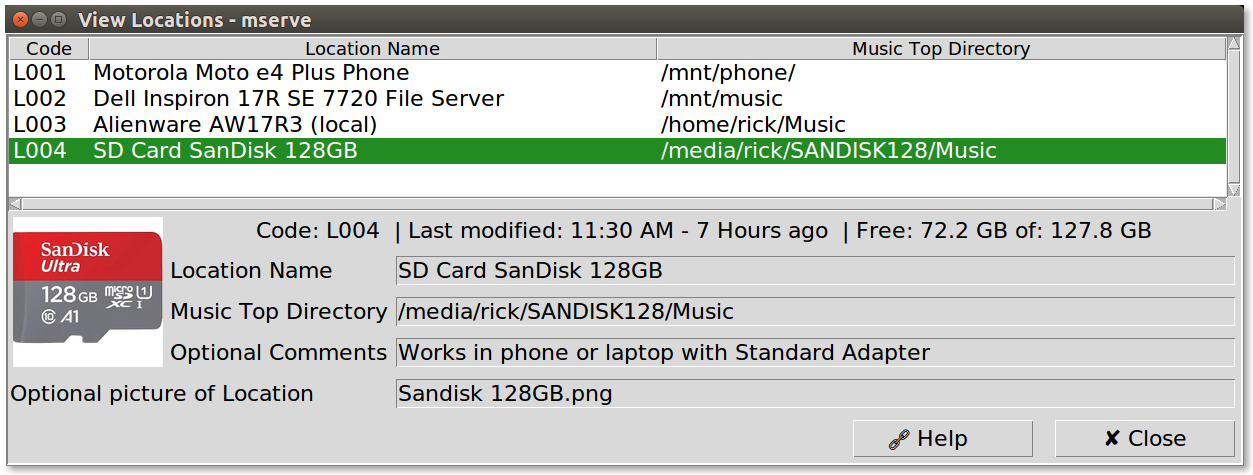 View Locations - mserve
Code Location Name Music Top Directory
L001 Motorola Moto e4 Plus Phone /mnt/phone/
L002 Dell Inspiron 17R SE 7720 File Server /mnt/music
L003 Alienware AW17R3 (local) /home/rick/Music
L004 SD Card SanDisk 128GB /media/rick/SANDISK128/Music
Code: L004 | Last modified: 11:30 AM - 7 Hours ago | Free: 72.2 GB of: 127.8 GB
SanDisk
Ultra
128GB micro SD XC I U1
10 A1
Location Name SD Card SanDisk 128GB
Music Top Directory /media/rick/SANDISK128/Music
Optional Comments Works in phone or laptop with Standard Adapter
Optional picture of Location Sandisk 128GB.png
Help ✘ Close